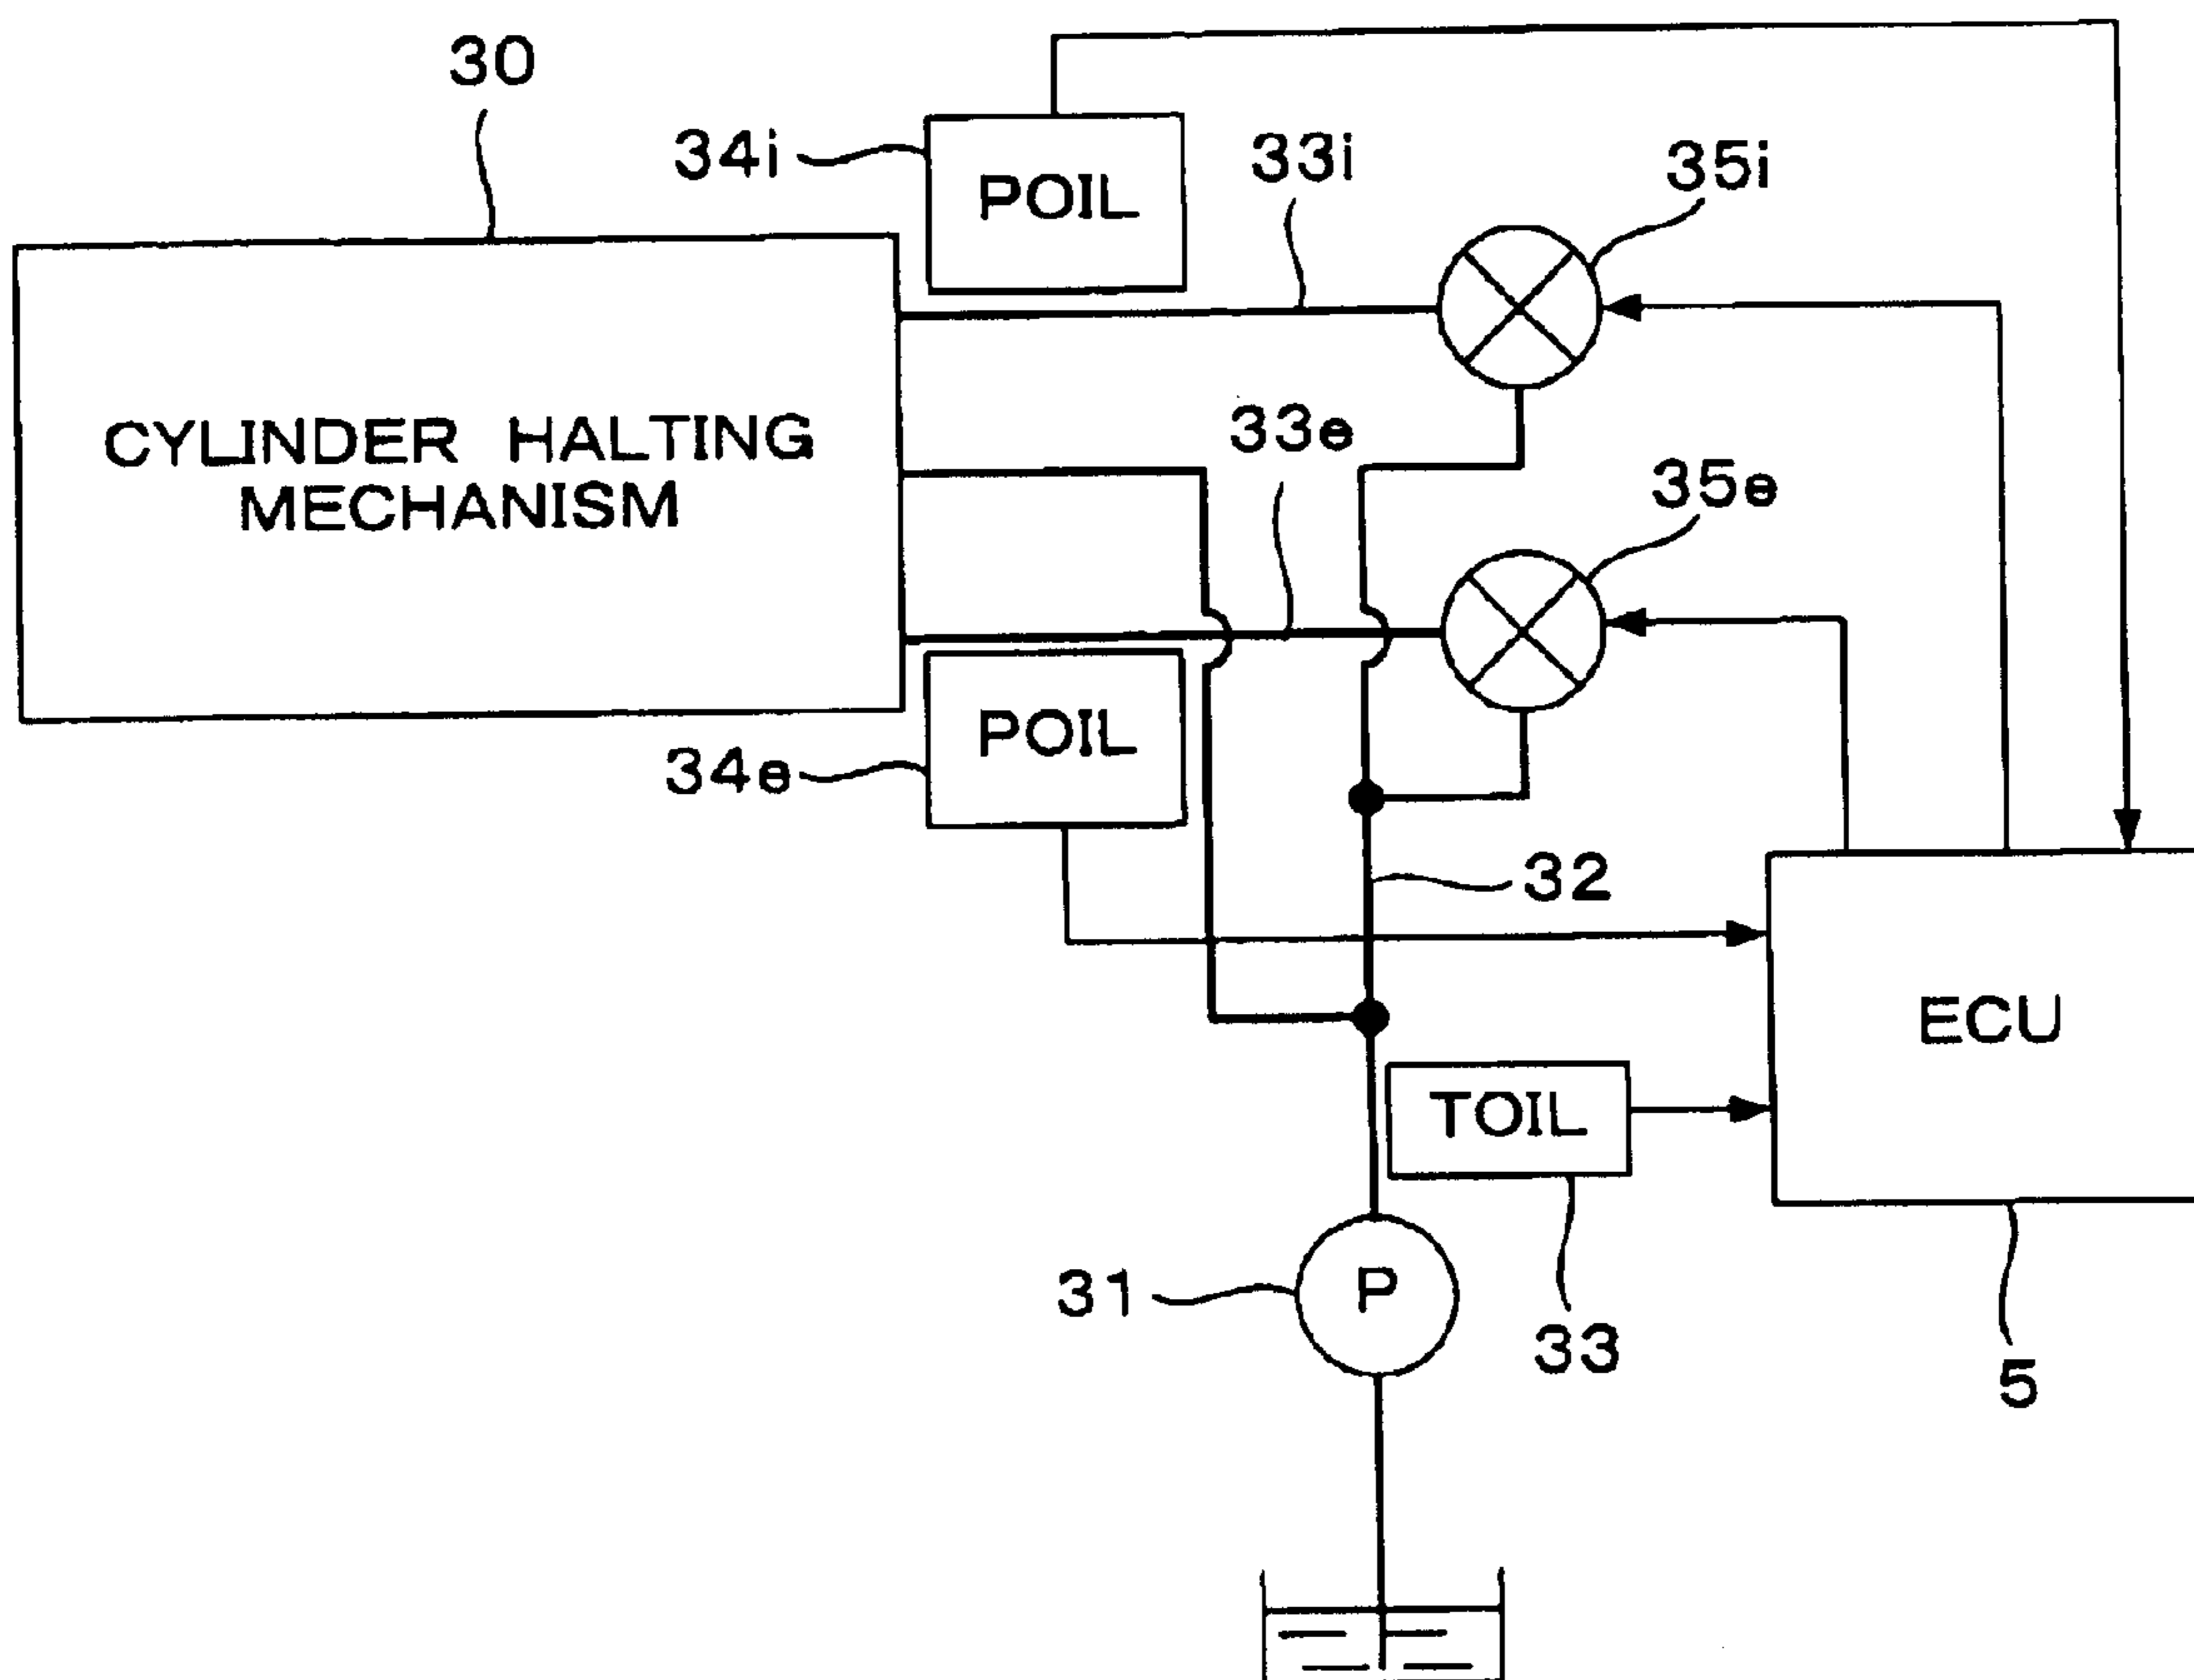 30
34i
POIL
33i
35i
CYLINDER HALTING
MECHANISM
33e
35e
POIL
34e
32
ECU
TOIL
31
P
33
5